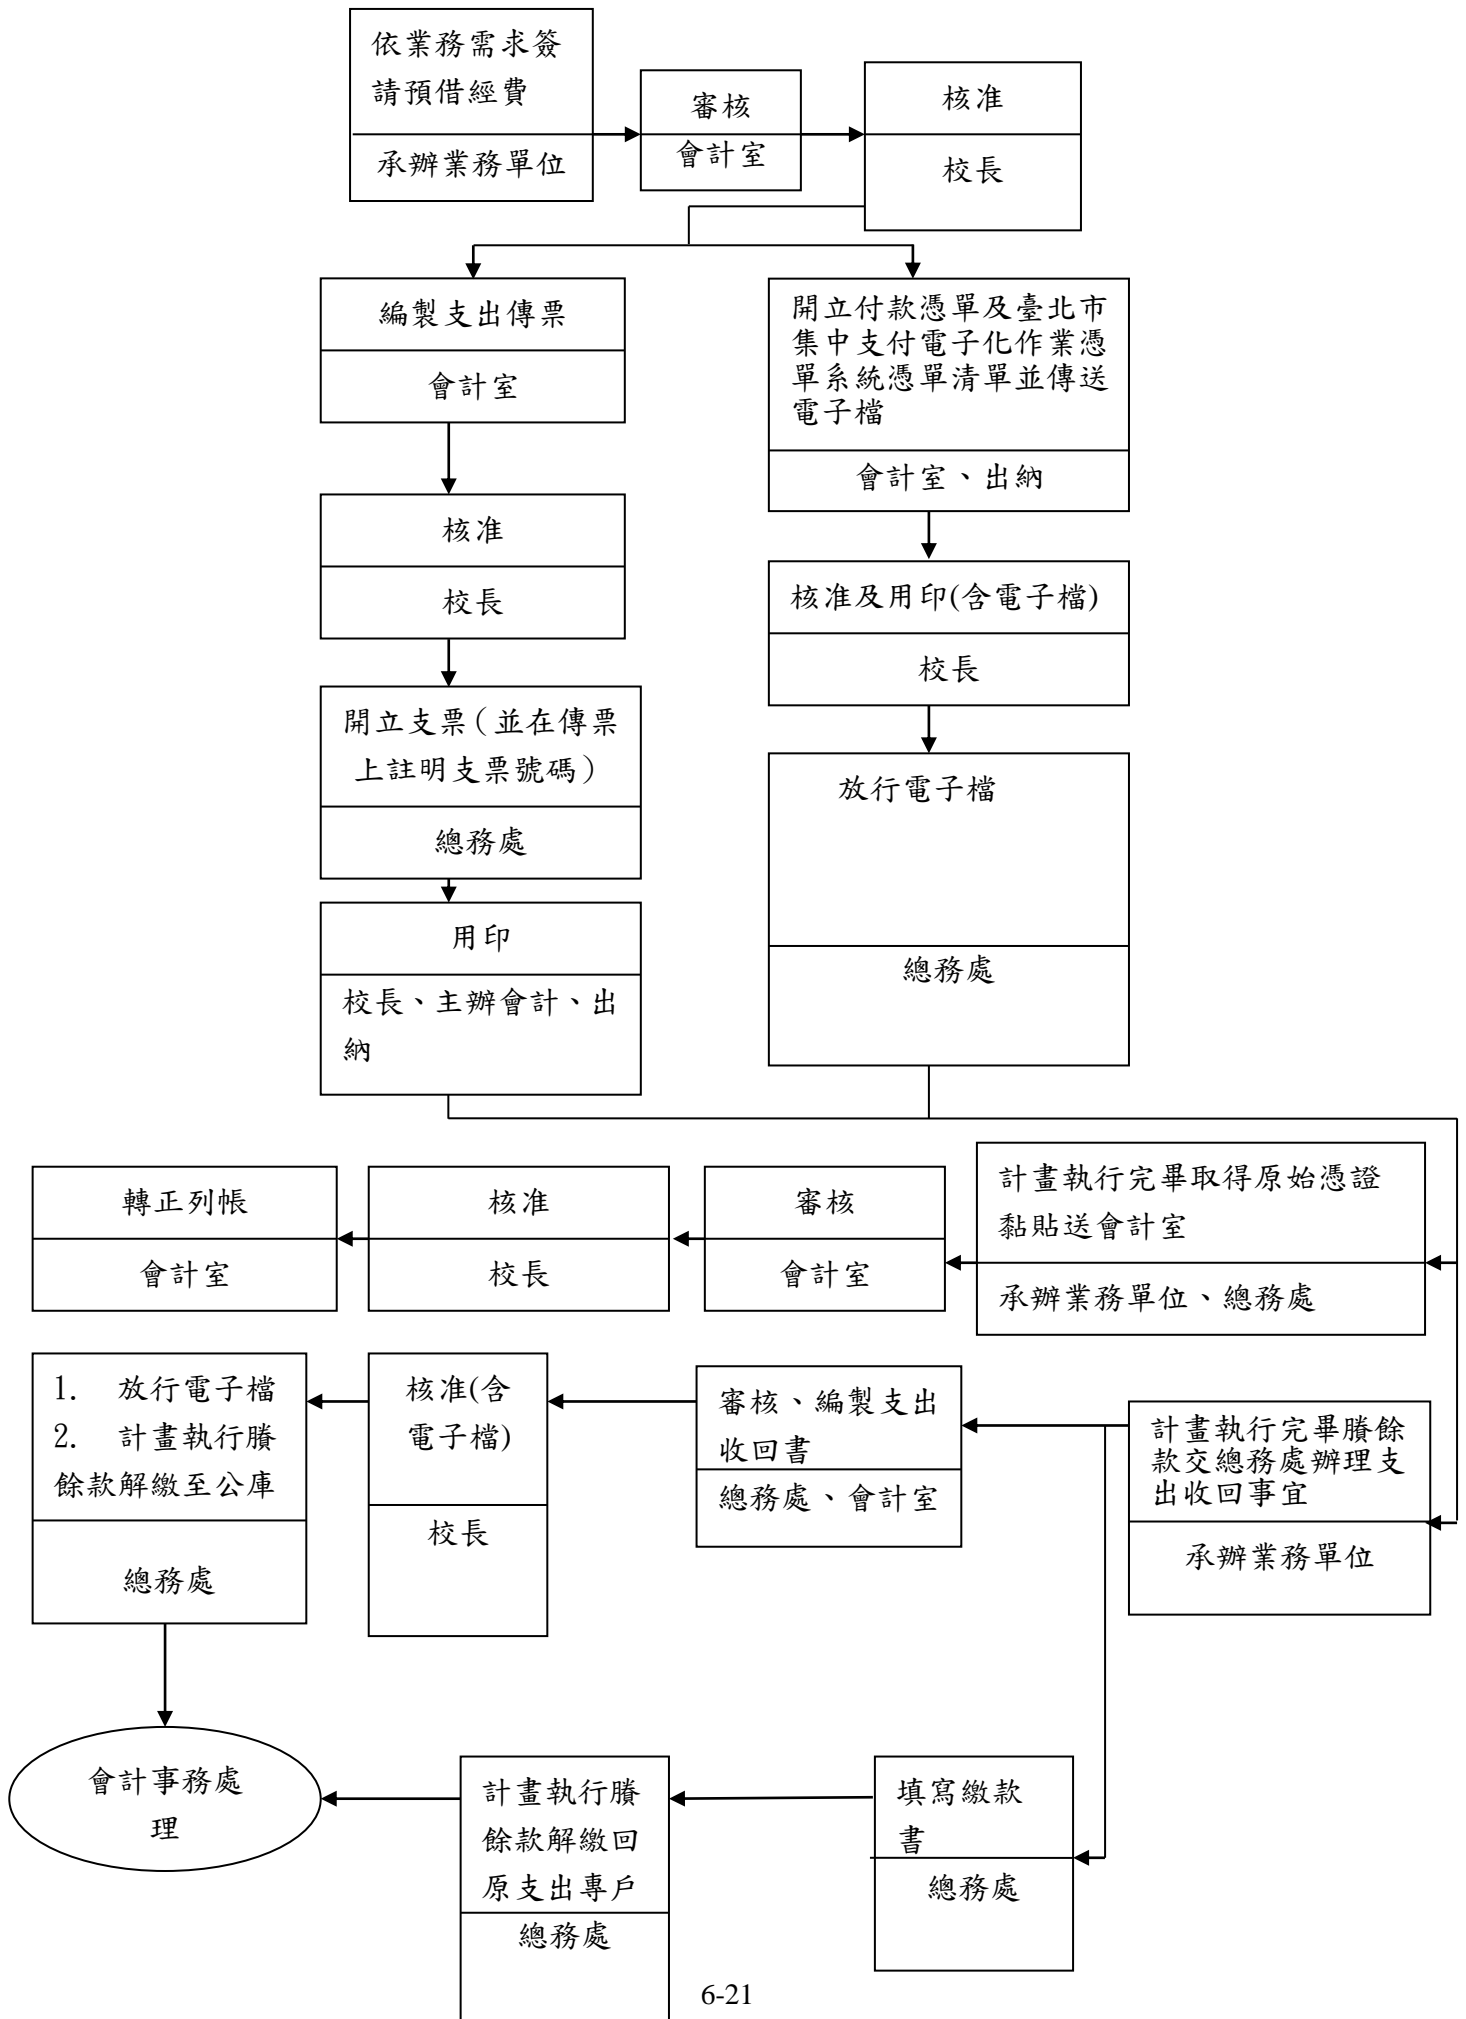 依業務需求簽
請預借經費
承辦業務單位
審核
會計室
核准
校長
編製支出傳票
會計室
開立付款憑單及臺北市
集中支付電子化作業憑
單系統憑單清單並傳送
電子檔
會計室、出納
核准
校長
核准及用印(含電子檔)
校長
開立支票（並在傳票
上註明支票號碼）
總務處
放行電子檔
總務處
用印
校長、主辦會計、出
納
計畫執行完畢取得原始憑證
黏貼送會計室
承辦業務單位、總務處
審核
會計室
核准
校長
轉正列帳
會計室
計畫執行完畢賸餘
款交總務處辦理支
出收回事宜
承辦業務單位
審核、編製支出
收回書
總務處、會計室
核准(含
電子檔)
校長
1. 放行電子檔
2. 計畫執行賸
餘款解繳至公庫
總務處
填寫繳款
書
總務處
計畫執行賸
餘款解繳回
原支出專戶
總務處
會計事務處
理
6-21